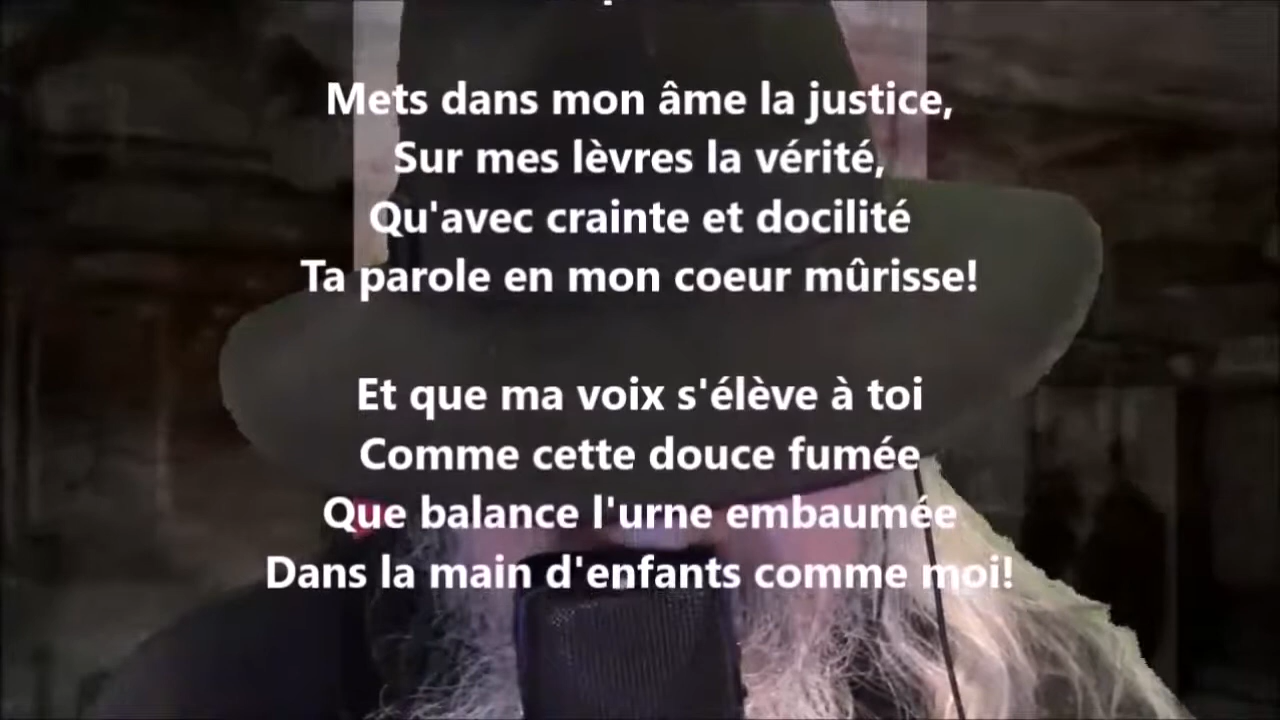 Mets dans mon âme la justice,
Sur mes lèvres la vérité,
Qu'avec crainte et docilité
Ta parole en mon coeur mûrisse!
Et que ma voix s'élève à toi
Comme cette douce fumée
Que balance l'urne embaumée
Dans la main d'enfants comme moi!